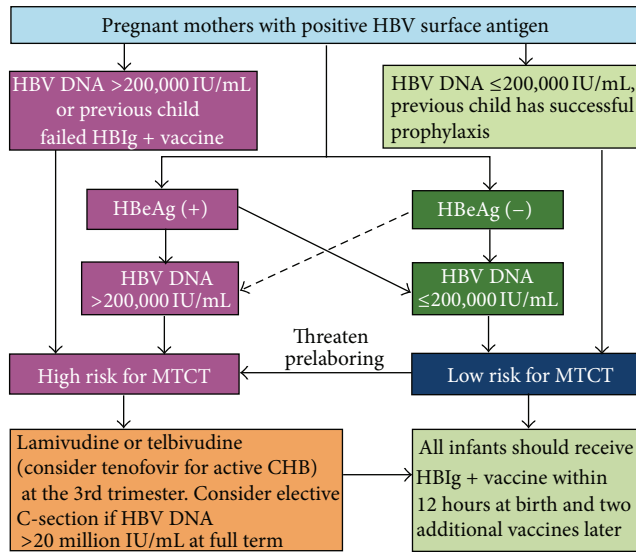 Pregnant mothers with positive HBV surface antigen
HBV DNA >200,000 IU/mL
or previous child
failed HBIg + vaccine
HBV DNA ≤200,000 IU/mL,
previous child has successful
prophylaxis
HBeAg (+)
HBeAg (−)
HBV DNA
>200,000 IU/mL
HBV DNA
≤200,000 IU/mL
Threaten
prelaboring
High risk for MTCT
Low risk for MTCT
Lamivudine or telbivudine
(consider tenofovir for active CHB)
at the 3rd trimester. Consider elective
C-section if HBV DNA
>20 million IU/mL at full term
All infants should receive
HBIg + vaccine within
12 hours at birth and two
additional vaccines later